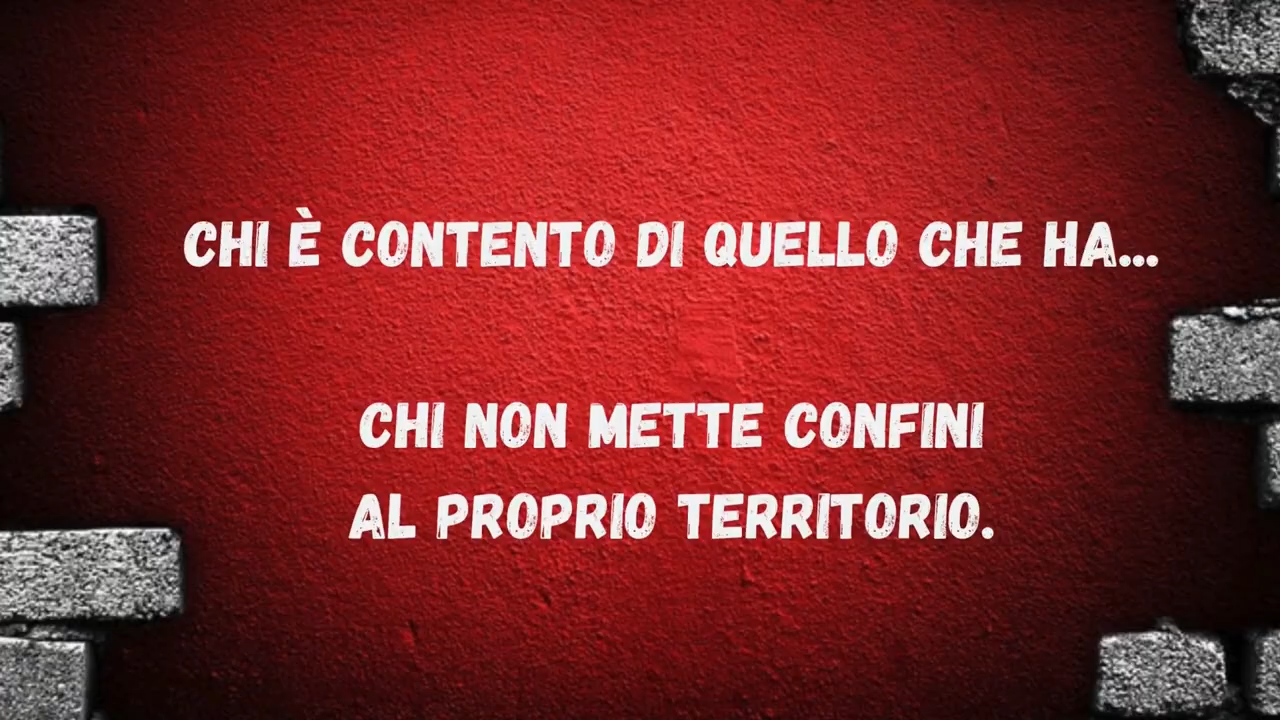 CHI È CONTENTO DI QUELLO CHE HA...
CHI NON METTE CONFINI
AL PROPRIO TERRITORIO.